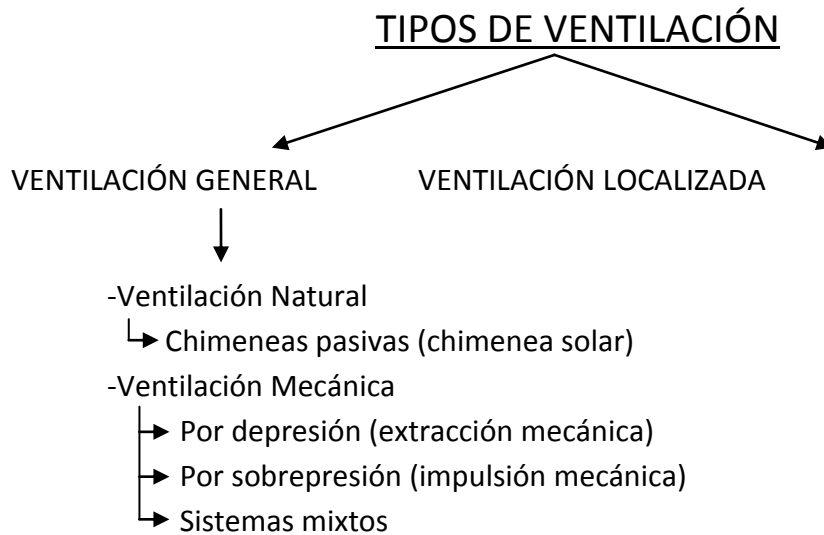 TIPOS DE VENTILACIÓN
VENTILACIÓN GENERAL
VENTILACIÓN LOCALIZADA
-Ventilación Natural
Chimeneas pasivas (chimenea solar)
-Ventilación Mecánica
Por depresión (extracción mecánica)
Por sobrepresión (impulsión mecánica)
Sistemas mixtos